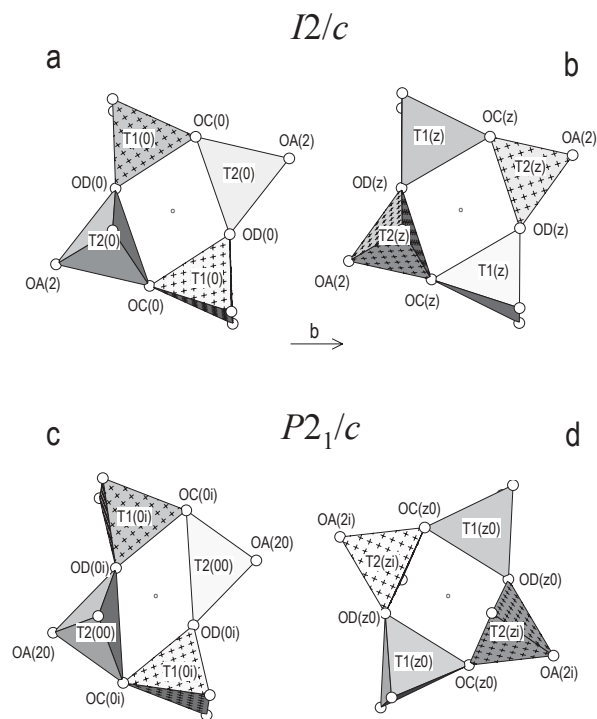 I2/c
a
b
OC(0)
OC(z)
T1(0)
OA(2)
T1(z)
OA(2)
T2(0)
T2(z)
OD(0)
OD(z)
T2(0)
OD(0)
T2(z)
OD(z)
OA(2)
T1(0)
OA(2)
T1(z)
OC(0)
OC(z)
b
P2₁/c
c
d
OC(0i)
OC(z0)
T1(0i)
OA(2i)
T1(z0)
T2(zi)
OD(0i)
T2(00)
OA(20)
OD(z0)
OD(z0)
T2(00)
OD(0i)
T2(zi)
OA(20)
T1(0i)
T1(z0)
OA(2i)
OC(0i)
OC(z0)